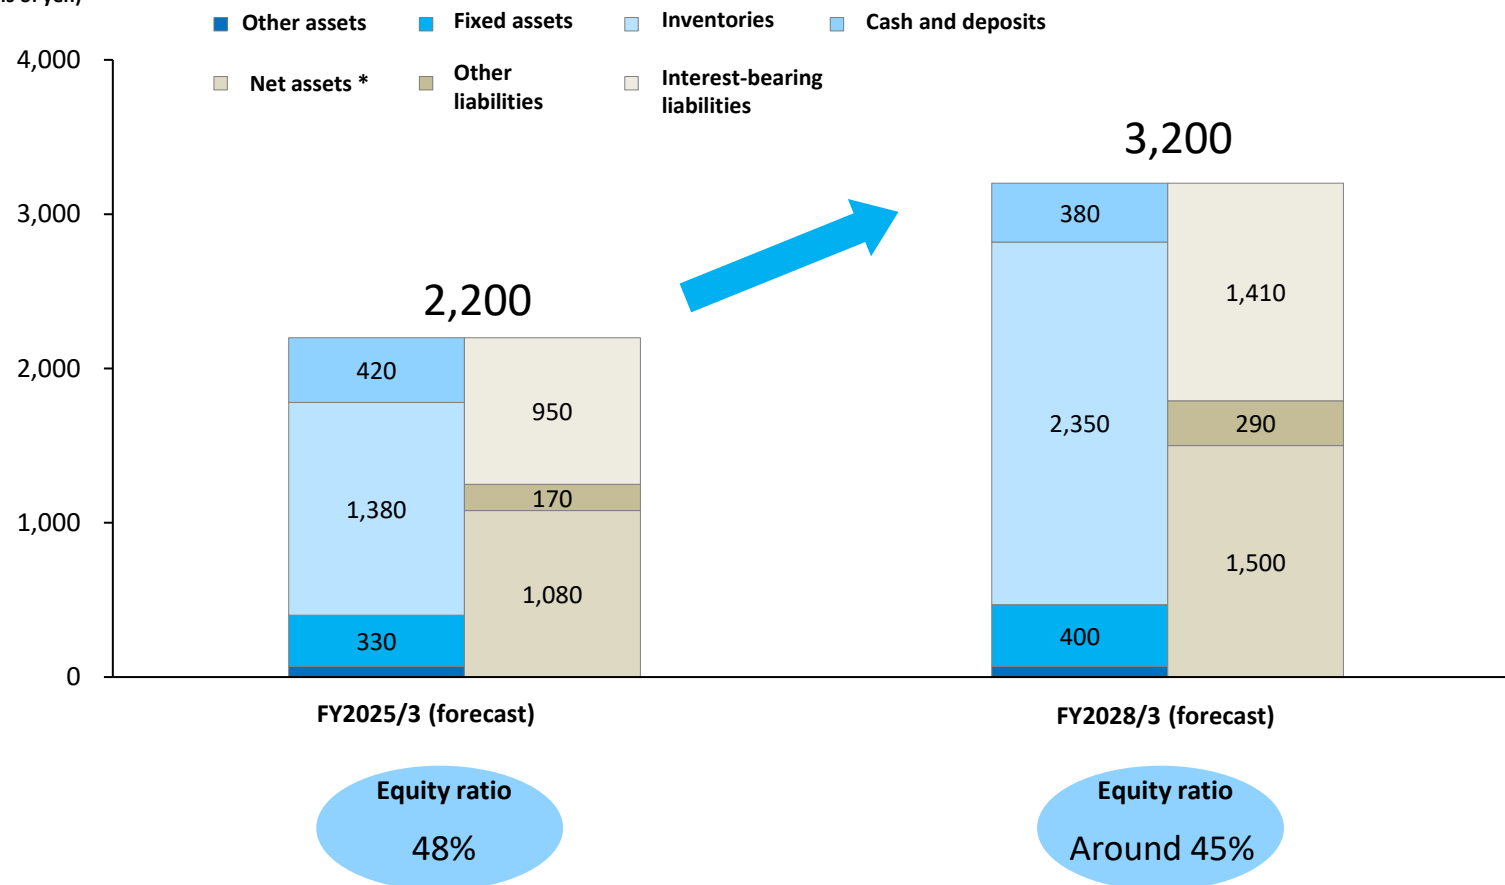 Other assets
Fixed assets
Inventories
Cash and deposits
Net assets *
Other
liabilities
Interest-bearing
liabilities
4,000
3,000
2,000
1,000
0
2,200
3,200
420
1,380
330
950
170
1,080
380
2,350
400
1,410
290
1,500
FY2025/3 (forecast)
FY2028/3 (forecast)
Equity ratio
48%
Equity ratio
Around 45%